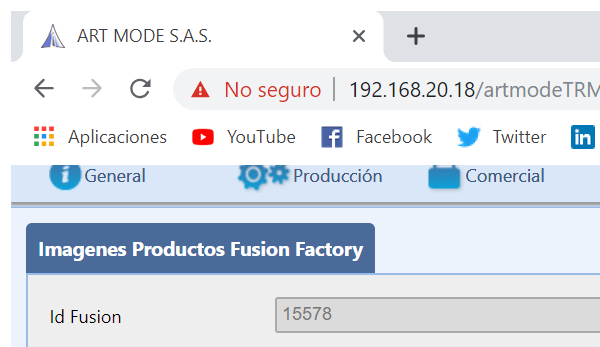 ART MODE S.A.S.
No seguro | 192.168.20.18/artmodeTRM
Aplicaciones YouTube Facebook Twitter in
General Producción Comercial
Imagenes Productos Fusion Factory
Id Fusion 15578